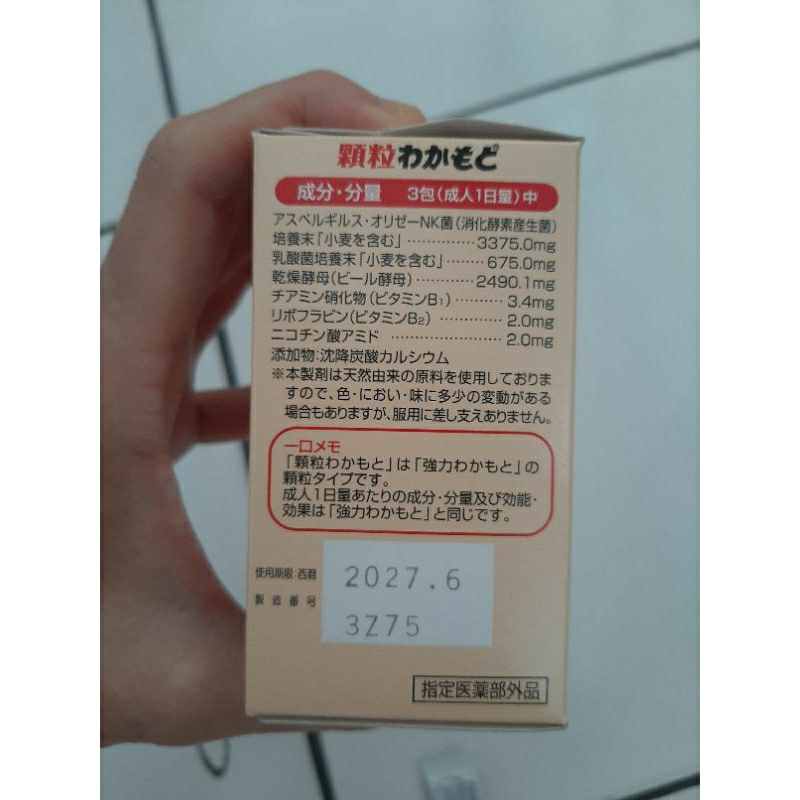 顆粒わかもと
成分・分量 3包(成人1日量)中
アスペルギルス・オリゼーNK菌(消化酵素産生菌)
培養末「小麦を含む」 ‥‥‥‥‥‥ 3375.0mg
乳酸菌培養末「小麦を含む」 ‥‥‥ 675.0mg
乾燥酵母(ビール酵母) ‥‥‥‥‥ 2490.1mg
チアミン硝化物(ビタミンB₁) ‥‥‥‥ 3.4mg
リボフラビン(ビタミンB₂) ‥‥‥‥‥ 2.0mg
ニコチン酸アミド ‥‥‥‥‥‥‥‥ 2.0mg
添加物:沈降炭酸カルシウム
※本製剤は天然由来の原料を使用しておりま
すので、色・におい・味に多少の変動がある
場合もありますが、服用に差し支えありません。
一口メモ
「顆粒わかもと」は「強力わかもと」の
顆粒タイプです。
成人1日量あたりの成分・分量及び効能・
効果は「強力わかもと」と同じです。
使用期限:西暦 2027.6
製造番号 3Z75
指定医薬部外品